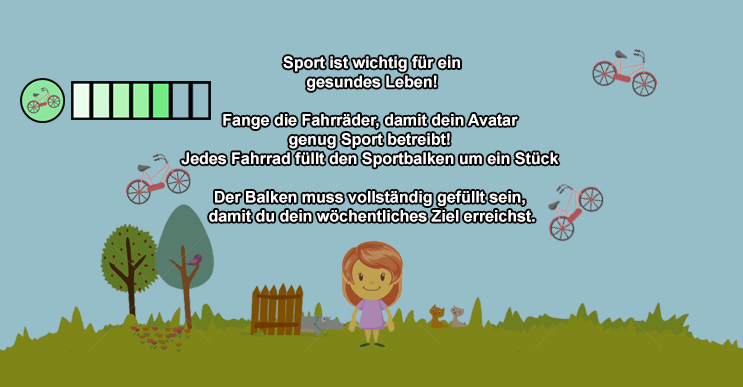 Sport ist wichtig für ein
gesundes Leben!
Fange die Fahrräder, damit dein Avatar
genug Sport betreibt!
Jedes Fahrrad füllt den Sportbalken um ein Stück
Der Balken muss vollständig gefüllt sein,
damit du dein wöchentliches Ziel erreichst.